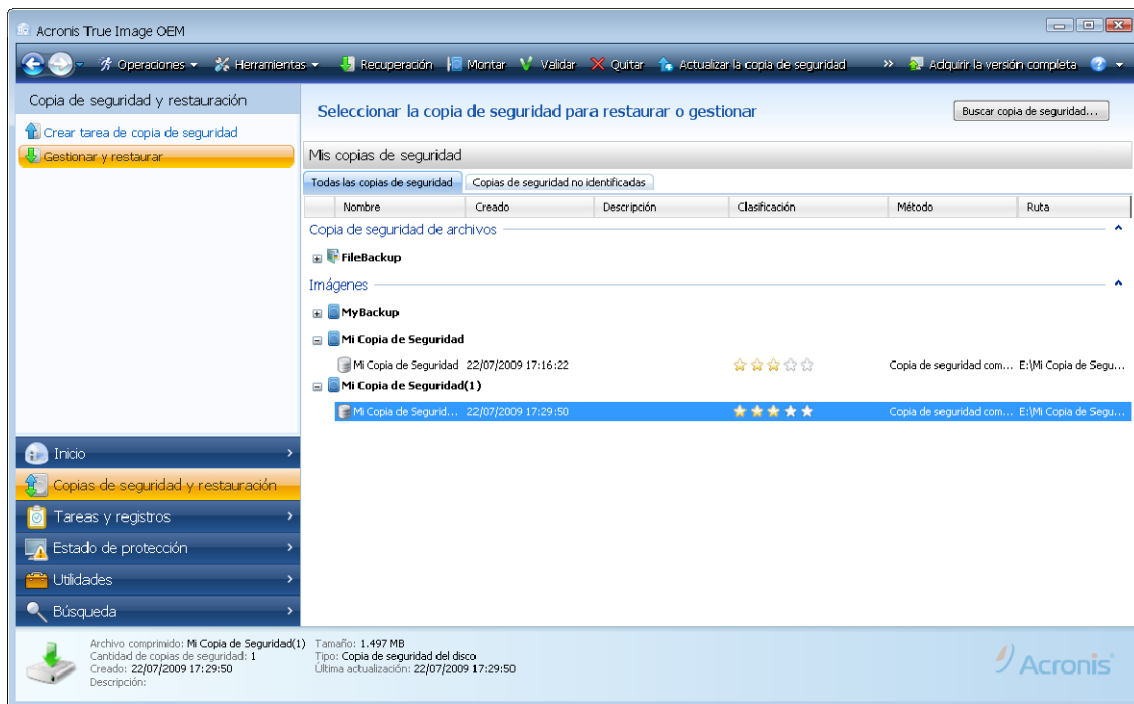 Acronis True Image OEM
Operaciones Herramientas Recuperación Montar Validar Quitar Actualizar la copia de seguridad >> Adquirir la versión completa
Copia de seguridad y restauración
Crear tarea de copia de seguridad
Gestionar y restaurar
Seleccionar la copia de seguridad para restaurar o gestionar
Buscar copia de seguridad...
Mis copias de seguridad
Todas las copias de seguridad Copias de seguridad no identificadas
Nombre Creado Descripción Clasificación Método Ruta
Copia de seguridad de archivos
FileBackup
Imágenes
MyBackup
Mi Copia de Seguridad
Mi Copia de Seguridad 22/07/2009 17:16:22 Copia de seguridad com... E:\Mi Copia de Segu...
Mi Copia de Seguridad(1)
Mi Copia de Segurid... 22/07/2009 17:29:50 Copia de seguridad com... E:\Mi Copia de Segu...
Inicio
Copias de seguridad y restauración
Tareas y registros
Estado de protección
Utilidades
Búsqueda
Archivo comprimido: Mi Copia de Seguridad(1) Tamaño: 1.497 MB
Cantidad de copias de seguridad: 1 Tipo: Copia de seguridad del disco
Creado: 22/07/2009 17:29:50 Última actualización: 22/07/2009 17:29:50
Descripción:
Acronis